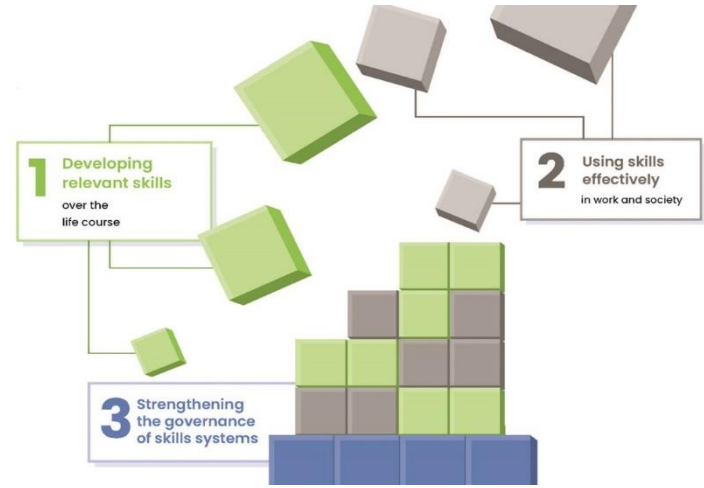 1
Developing
relevant skills
over the
life course
2
Using skills
effectively
in work and society
3
Strengthening
the governance
of skills systems